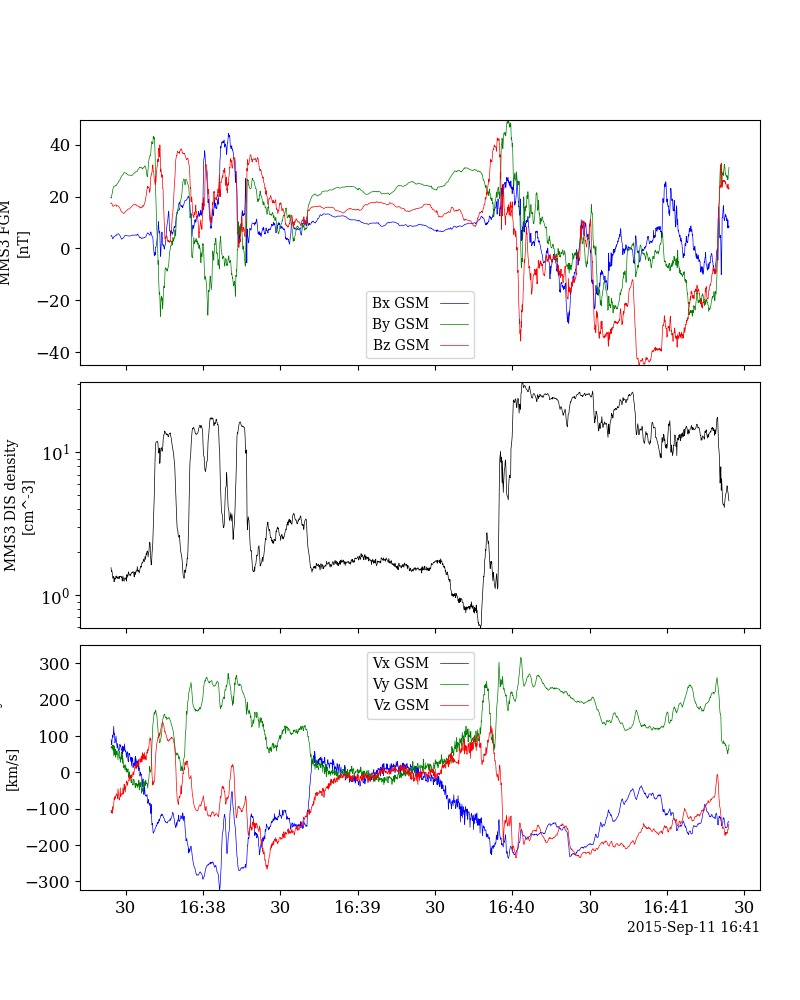 40
20
0
−20
−40
MMS3 FGM
[nT]
Bx GSM
By GSM
Bz GSM
10^1
10^0
MMS3 DIS density
[cm^-3]
300
200
100
0
−100
−200
−300
[km/s]
Vx GSM
Vy GSM
Vz GSM
30 16:38 30 16:39 30 16:40 30 16:41 30
2015-Sep-11 16:41